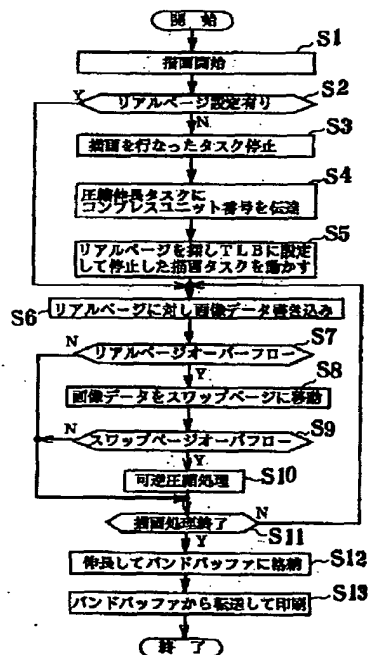 開始
S1
描画開始
S2
Y
リアルページ設定有り
N
S3
描画を行なったタスク停止
S4
圧縮伸長タスクに
コンプレスユニット番号を伝達
S5
リアルページを探しTLBに設定
して停止した描画タスクを動かす
S6
リアルページに対し画像データ書き込み
S7
N
リアルページオーバーフロー
Y
S8
画像データをスワップページに移動
S9
N
スワップページオーバフロー
Y
S10
可逆圧縮処理
N
描画処理終了
S11
Y
S12
伸長してバンドバッファに格納
S13
バンドバッファから転送して印刷
終了